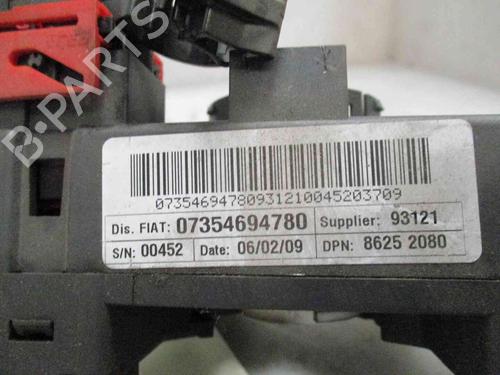 B-PARTS
07354694780931210045203709
Dis. FIAT: 07354694780 Supplier: 93121
S/N: 00452 Date: 06/02/09 DPN: 8625 2080